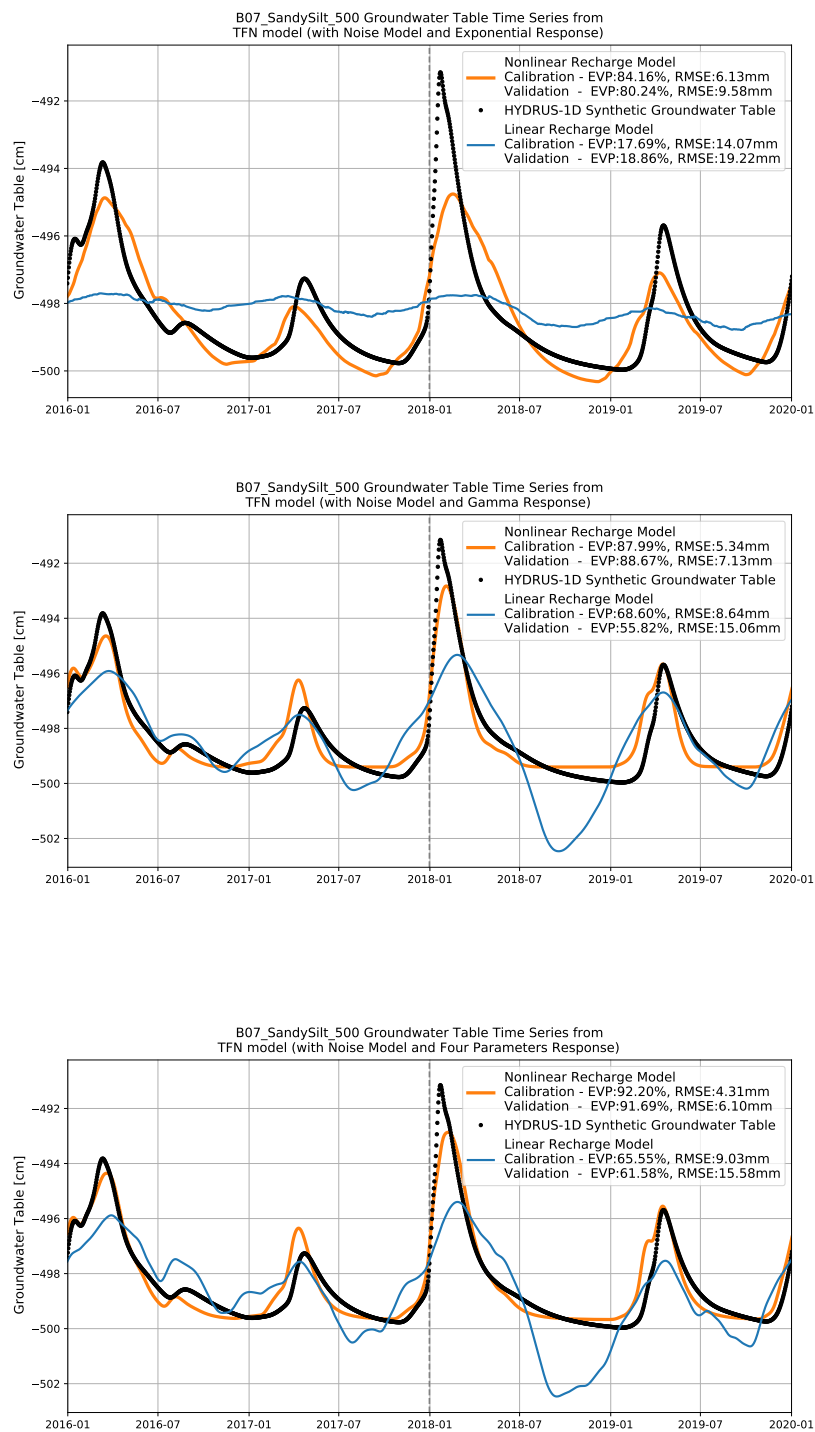 B07_SandySilt_500 Groundwater Table Time Series from
TFN model (with Noise Model and Exponential Response)
Nonlinear Recharge Model
Calibration - EVP:84.16%, RMSE:6.13mm
Validation - EVP:80.24%, RMSE:9.58mm
HYDRUS-1D Synthetic Groundwater Table
Linear Recharge Model
Calibration - EVP:17.69%, RMSE:14.07mm
Validation - EVP:18.86%, RMSE:19.22mm
Groundwater Table [cm]
−492
−494
−496
−498
−500
2016-01 2016-07 2017-01 2017-07 2018-01 2018-07 2019-01 2019-07 2020-01
B07_SandySilt_500 Groundwater Table Time Series from
TFN model (with Noise Model and Gamma Response)
Nonlinear Recharge Model
Calibration - EVP:87.99%, RMSE:5.34mm
Validation - EVP:88.67%, RMSE:7.13mm
HYDRUS-1D Synthetic Groundwater Table
Linear Recharge Model
Calibration - EVP:68.60%, RMSE:8.64mm
Validation - EVP:55.82%, RMSE:15.06mm
Groundwater Table [cm]
−492
−494
−496
−498
−500
−502
2016-01 2016-07 2017-01 2017-07 2018-01 2018-07 2019-01 2019-07 2020-01
B07_SandySilt_500 Groundwater Table Time Series from
TFN model (with Noise Model and Four Parameters Response)
Nonlinear Recharge Model
Calibration - EVP:92.20%, RMSE:4.31mm
Validation - EVP:91.69%, RMSE:6.10mm
HYDRUS-1D Synthetic Groundwater Table
Linear Recharge Model
Calibration - EVP:65.55%, RMSE:9.03mm
Validation - EVP:61.58%, RMSE:15.58mm
Groundwater Table [cm]
−492
−494
−496
−498
−500
−502
2016-01 2016-07 2017-01 2017-07 2018-01 2018-07 2019-01 2019-07 2020-01